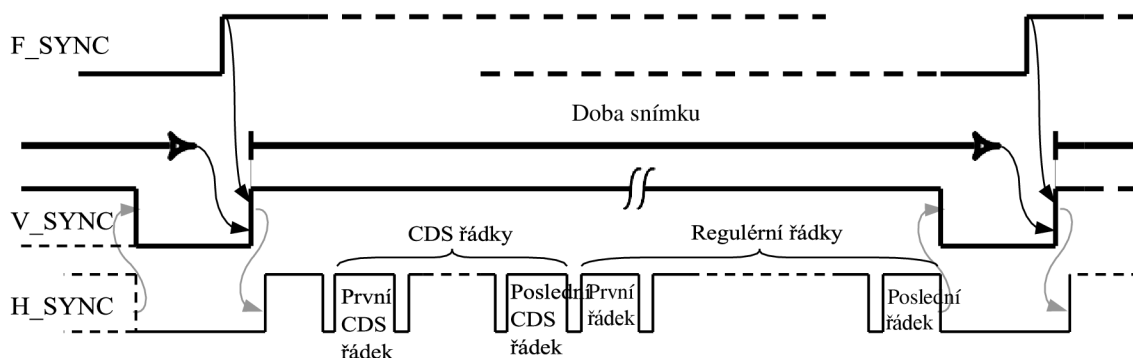 F_SYNC
Doba snímku
V_SYNC
CDS řádky
Regulérní řádky
H_SYNC
První
CDS
řádek
Poslední
CDS
řádek
První
řádek
Poslední
řádek